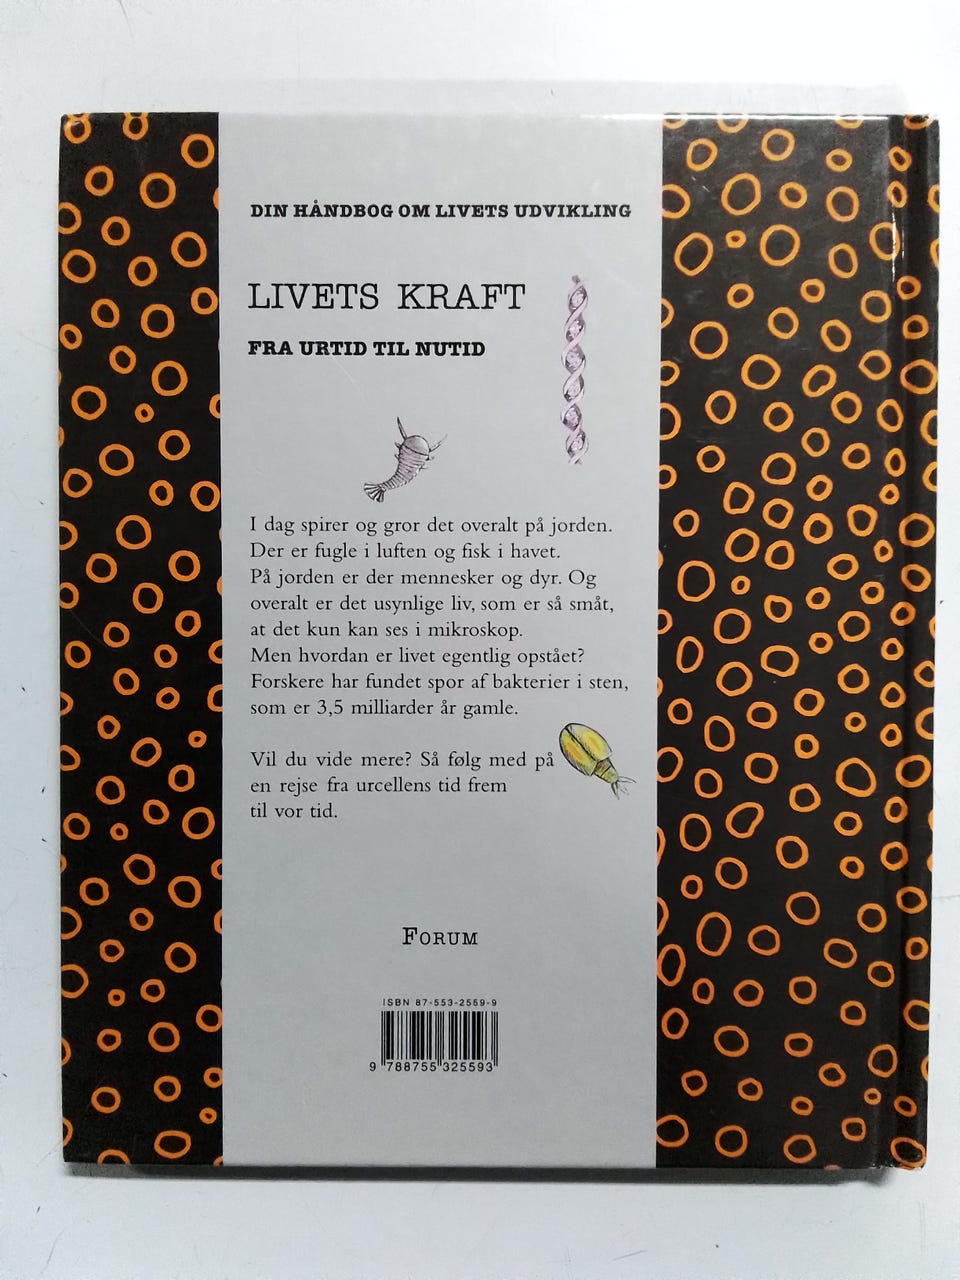 DIN HÅNDBOG OM LIVETS UDVIKLING
LIVETS KRAFT
FRA URTID TIL NUTID
I dag spirer og gror det overalt på jorden.
Der er fugle i luften og fisk i havet.
På jorden er der mennesker og dyr. Og
overalt er det usynlige liv, som er så småt,
at det kun kan ses i mikroskop.
Men hvordan er livet egentlig opstået?
Forskere har fundet spor af bakterier i sten,
som er 3,5 milliarder år gamle.
Vil du vide mere? Så følg med på
en rejse fra urcellens tid frem
til vor tid.
FORUM
ISBN 87-553-2569-9
9 788755 325593